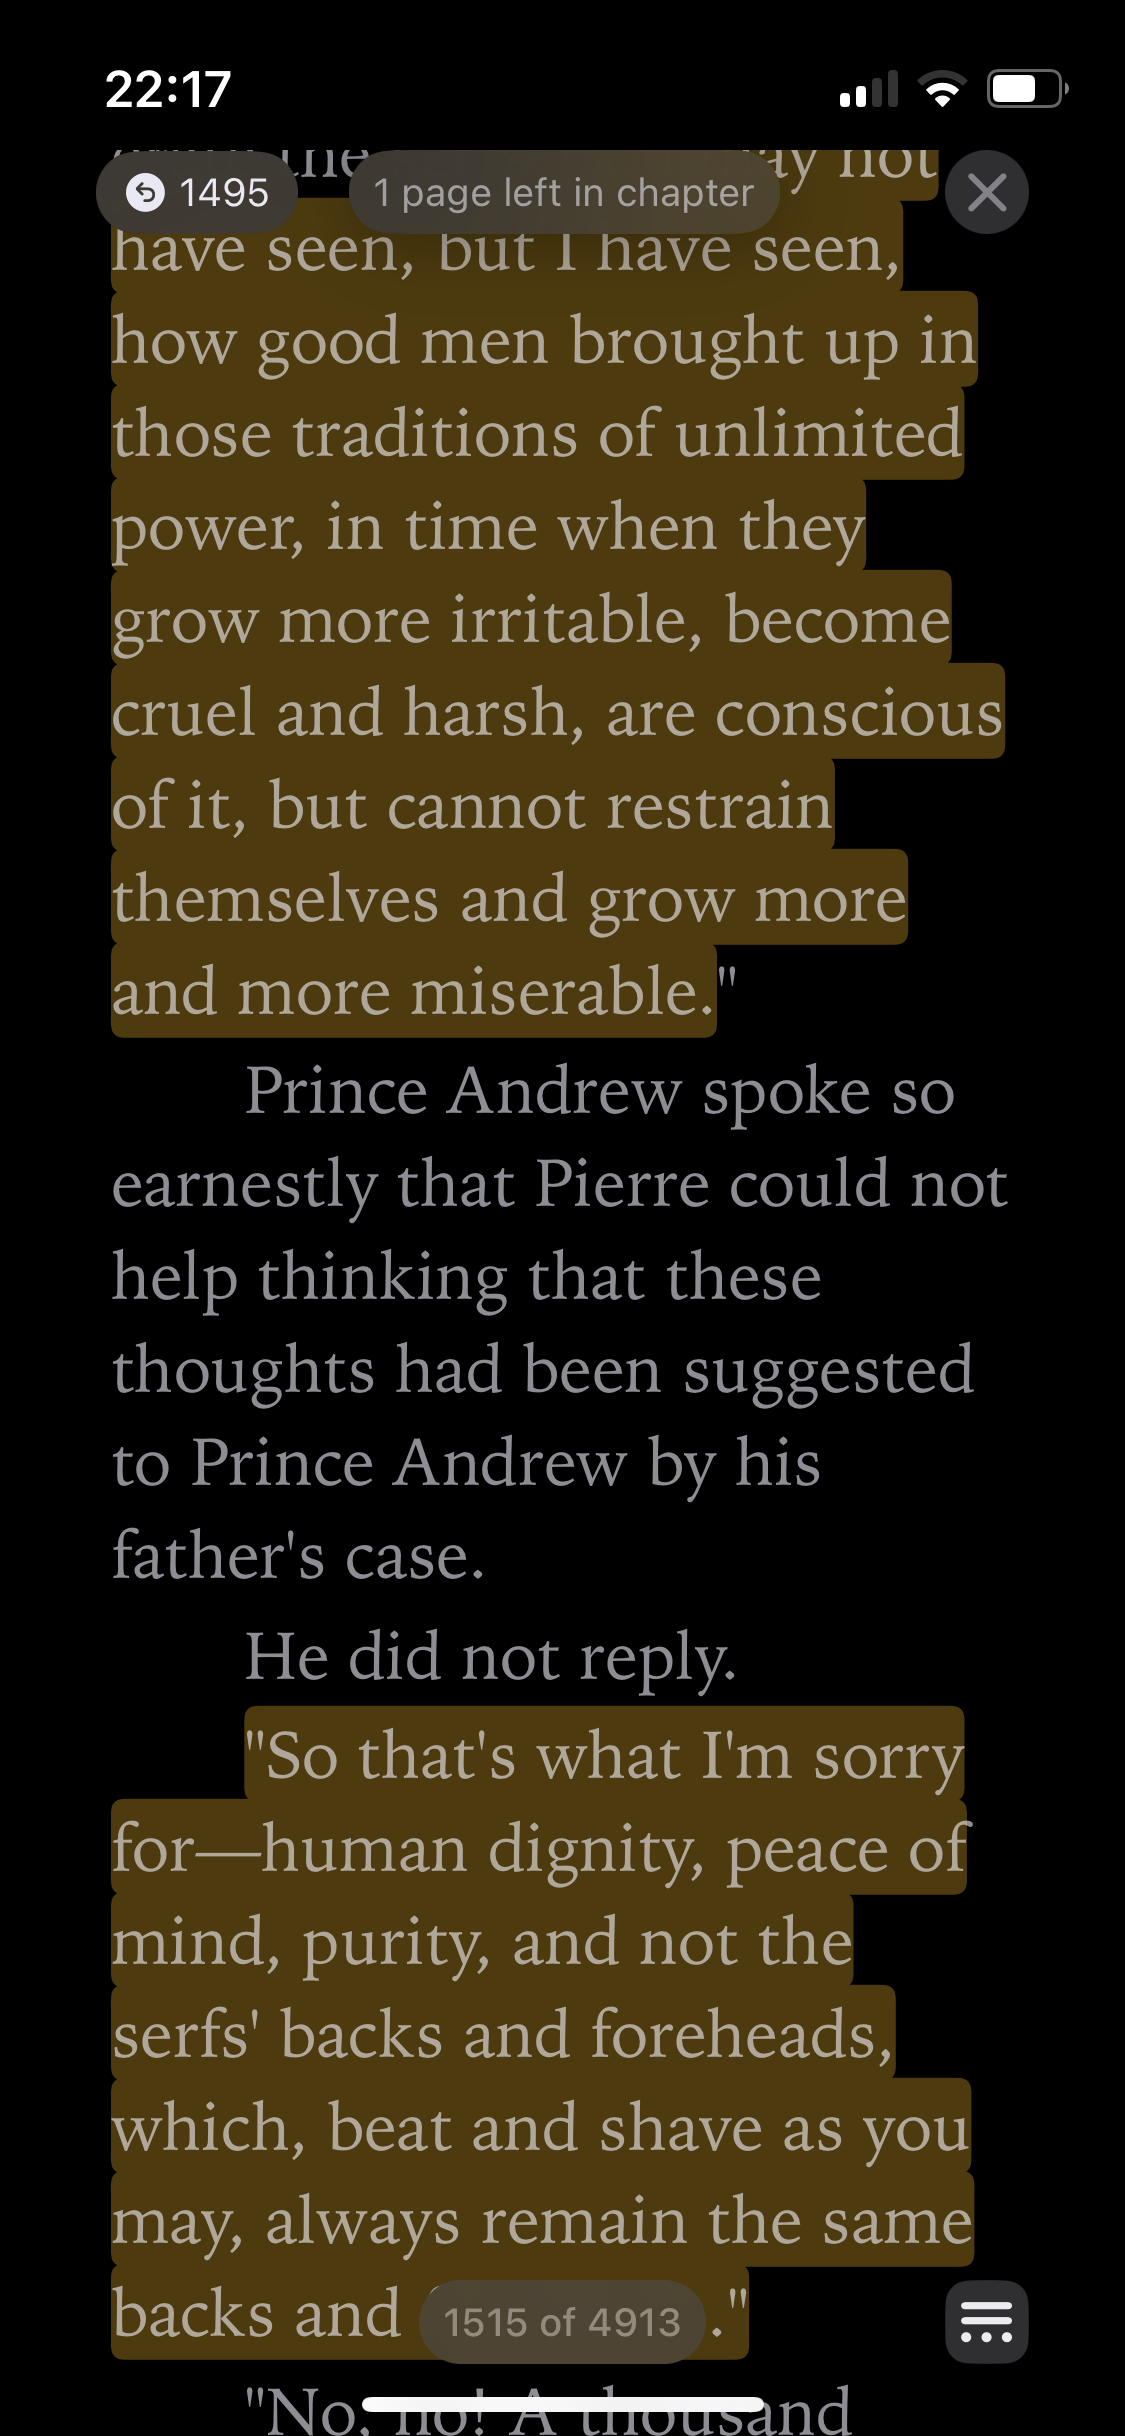 22:17
the
ay not
1495
1 page left in chapter
have seen, but I have seen,
how good men brought up in
those traditions of unlimited
power, in time when they
grow more irritable, become
cruel and harsh, are conscious
of it, but cannot restrain
themselves and grow more
and more miserable."
Prince Andrew spoke so
earnestly that Pierre could not
help thinking that these
thoughts had been suggested
to Prince Andrew by his
father's case.
He did not reply.
"So that's what I'm sorry
for—human dignity, peace of
mind, purity, and not the
serfs' backs and foreheads,
which, beat and shave as you
may, always remain the same
backs and ."
1515 of 4913
"No, no! A thousand